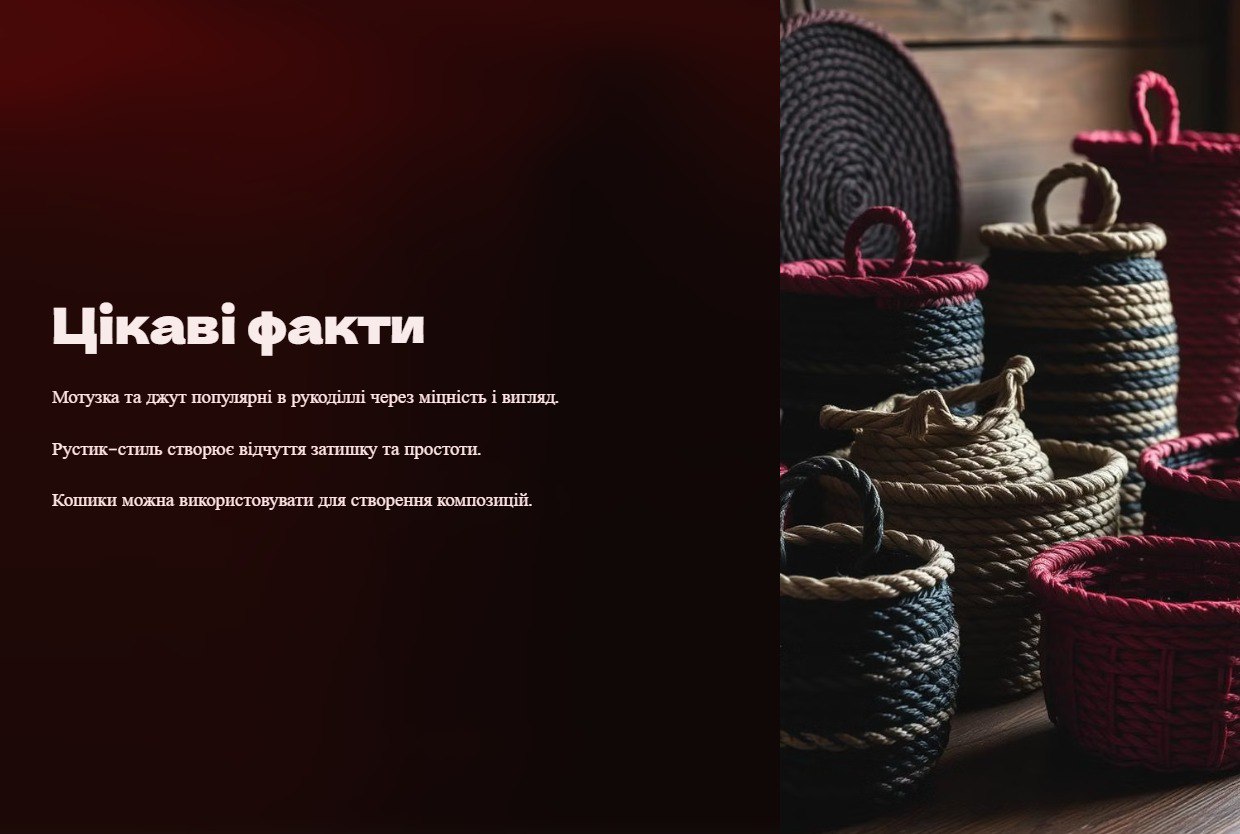 Цікаві факти
Мотузка та джут популярні в рукоділлі через міцність і вигляд.
Рустик-стиль створює відчуття затишку та простоти.
Кошики можна використовувати для створення композицій.